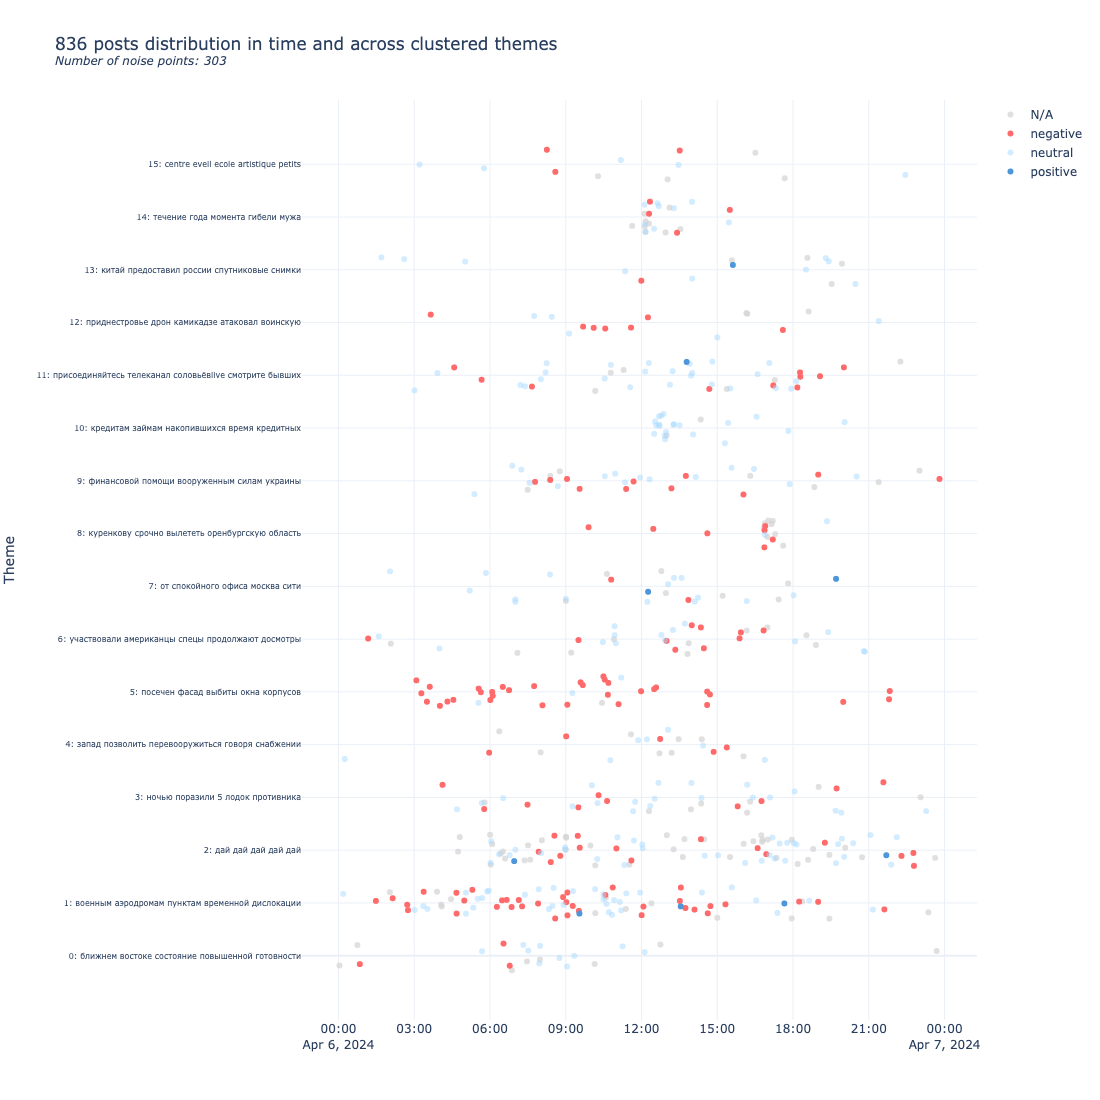 836 posts distribution in time and across clustered themes
Number of noise points: 303
N/A
negative
neutral
positive
Theme
15: centre eveil ecole artistique petits
14: течение года момента гибели мужа
13: китай предоставил россии спутниковые снимки
12: приднестровье дрон камикадзе атаковал воинскую
11: присоединяйтесь телеканал соловьёвlive смотрите бывших
10: кредитам займам накопившихся время кредитных
9: финансовой помощи вооруженным силам украины
8: куренкову срочно вылететь оренбургскую область
7: от спокойного офиса москва сити
6: участвовали американцы спецы продолжают досмотры
5: посечен фасад выбиты окна корпусов
4: запад позволить перевооружиться говоря снабжении
3: ночью поразили 5 лодок противника
2: дай дай дай дай дай
1: военным аэродромам пунктам временной дислокации
0: ближнем востоке состояние повышенной готовности
00:00 03:00 06:00 09:00 12:00 15:00 18:00 21:00 00:00
Apr 6, 2024 Apr 7, 2024